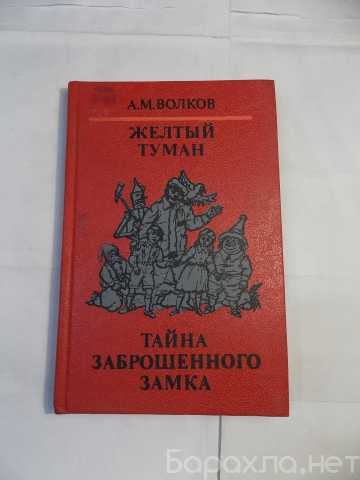 А.М.ВОЛКОВ
ЖЕЛТЫЙ
ТУМАН
ТАЙНА
ЗАБРОШЕННОГО
ЗАМКА
Барахла.нет